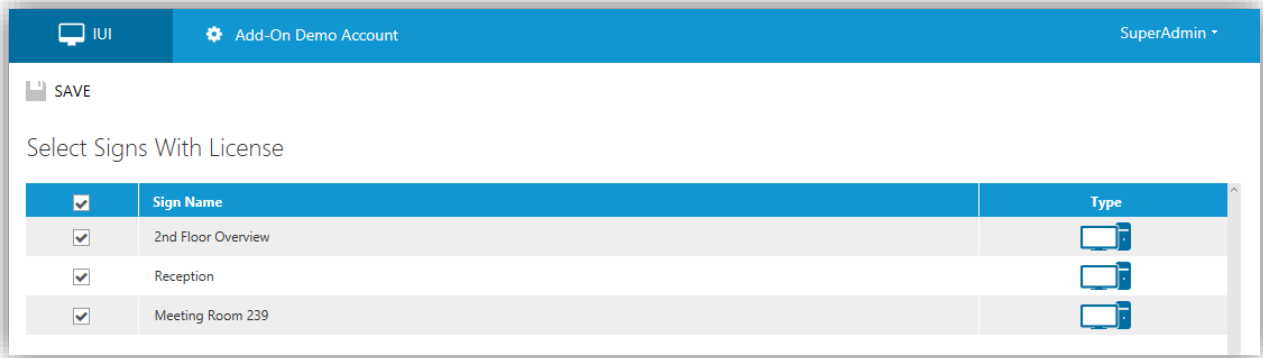 IUI Add-On Demo Account SuperAdmin
SAVE
Select Signs With License
Sign Name Type
2nd Floor Overview
Reception
Meeting Room 239